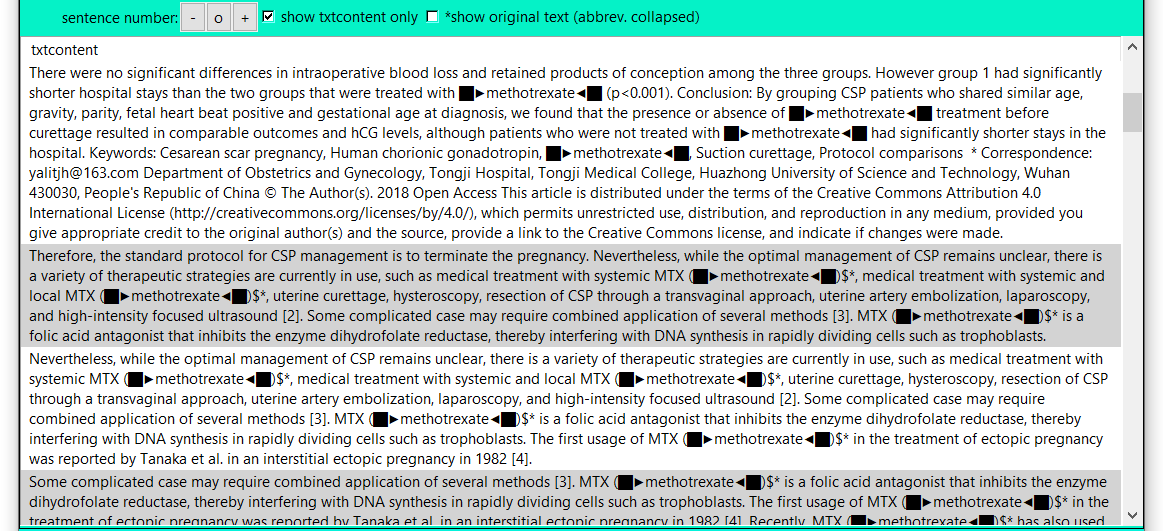 sentence number: - o + ☑ show txtcontent only ☐ *show original text (abbrev. collapsed)
txtcontent
There were no significant differences in intraoperative blood loss and retained products of conception among the three groups. However group 1 had significantly
shorter hospital stays than the two groups that were treated with ██►methotrexate◄██ (p<0.001). Conclusion: By grouping CSP patients who shared similar age,
gravity, parity, fetal heart beat positive and gestational age at diagnosis, we found that the presence or absence of ██►methotrexate◄██ treatment before
curettage resulted in comparable outcomes and hCG levels, although patients who were not treated with ██►methotrexate◄██ had significantly shorter stays in the
hospital. Keywords: Cesarean scar pregnancy, Human chorionic gonadotropin, ██►methotrexate◄██, Suction curettage, Protocol comparisons * Correspondence:
yalitjh@163.com Department of Obstetrics and Gynecology, Tongji Hospital, Tongji Medical College, Huazhong University of Science and Technology, Wuhan
430030, People's Republic of China © The Author(s). 2018 Open Access This article is distributed under the terms of the Creative Commons Attribution 4.0
International License (http://creativecommons.org/licenses/by/4.0/), which permits unrestricted use, distribution, and reproduction in any medium, provided you
give appropriate credit to the original author(s) and the source, provide a link to the Creative Commons license, and indicate if changes were made.
Therefore, the standard protocol for CSP management is to terminate the pregnancy. Nevertheless, while the optimal management of CSP remains unclear, there is
a variety of therapeutic strategies are currently in use, such as medical treatment with systemic MTX (██►methotrexate◄██)$*, medical treatment with systemic and
local MTX (██►methotrexate◄██)$*, uterine curettage, hysteroscopy, resection of CSP through a transvaginal approach, uterine artery embolization, laparoscopy,
and high-intensity focused ultrasound [2]. Some complicated case may require combined application of several methods [3]. MTX (██►methotrexate◄██)$* is a
folic acid antagonist that inhibits the enzyme dihydrofolate reductase, thereby interfering with DNA synthesis in rapidly dividing cells such as trophoblasts.
Nevertheless, while the optimal management of CSP remains unclear, there is a variety of therapeutic strategies are currently in use, such as medical treatment with
systemic MTX (██►methotrexate◄██)$*, medical treatment with systemic and local MTX (██►methotrexate◄██)$*, uterine curettage, hysteroscopy, resection of CSP
through a transvaginal approach, uterine artery embolization, laparoscopy, and high-intensity focused ultrasound [2]. Some complicated case may require
combined application of several methods [3]. MTX (██►methotrexate◄██)$* is a folic acid antagonist that inhibits the enzyme dihydrofolate reductase, thereby
interfering with DNA synthesis in rapidly dividing cells such as trophoblasts. The first usage of MTX (██►methotrexate◄██)$* in the treatment of ectopic pregnancy
was reported by Tanaka et al. in an interstitial ectopic pregnancy in 1982 [4].
Some complicated case may require combined application of several methods [3]. MTX (██►methotrexate◄██)$* is a folic acid antagonist that inhibits the enzyme
dihydrofolate reductase, thereby interfering with DNA synthesis in rapidly dividing cells such as trophoblasts. The first usage of MTX (██►methotrexate◄██)$* in the
treatment of ectopic pregnancy was reported by Tanaka et al. in an interstitial ectopic pregnancy in 1982 [4]. Recently, MTX (██►methotrexate◄██)$* has also used